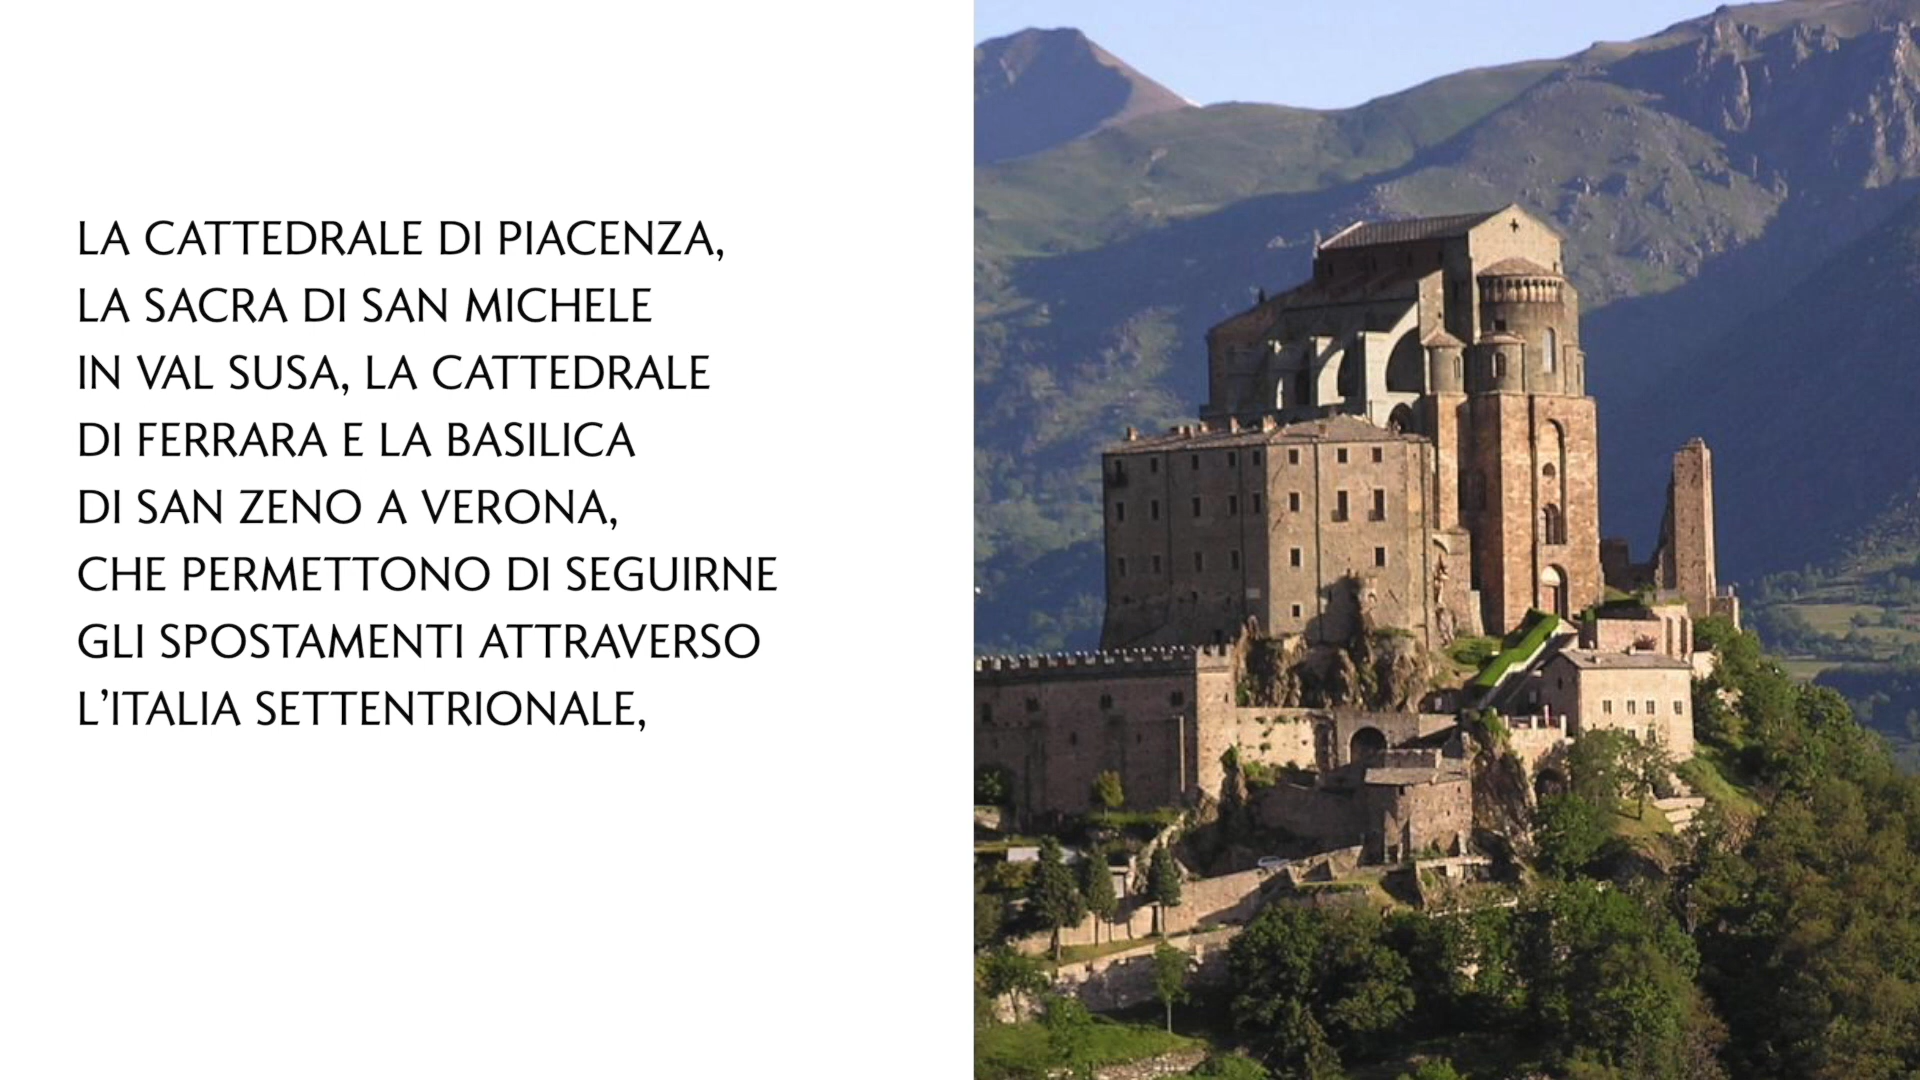 LA CATTEDRALE DI PIACENZA,
LA SACRA DI SAN MICHELE
IN VAL SUSA, LA CATTEDRALE
DI FERRARA E LA BASILICA
DI SAN ZENO A VERONA,
CHE PERMETTONO DI SEGUIRNE
GLI SPOSTAMENTI ATTRAVERSO
L’ITALIA SETTENTRIONALE,